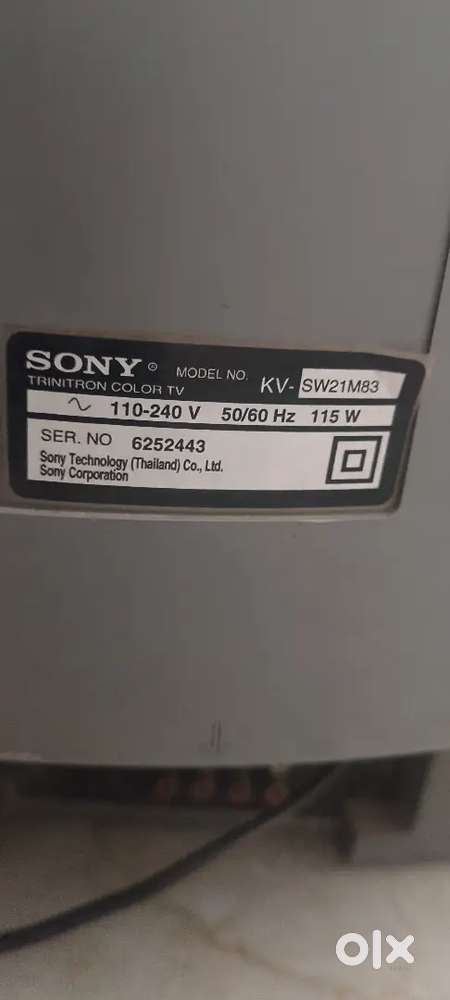 SONY® MODEL NO. KV-SW21M83
TRINITRON COLOR TV
∿ 110-240 V 50/60 Hz 115 W
SER. NO 6252443
Sony Technology (Thailand) Co., Ltd.
Sony Corporation
olx